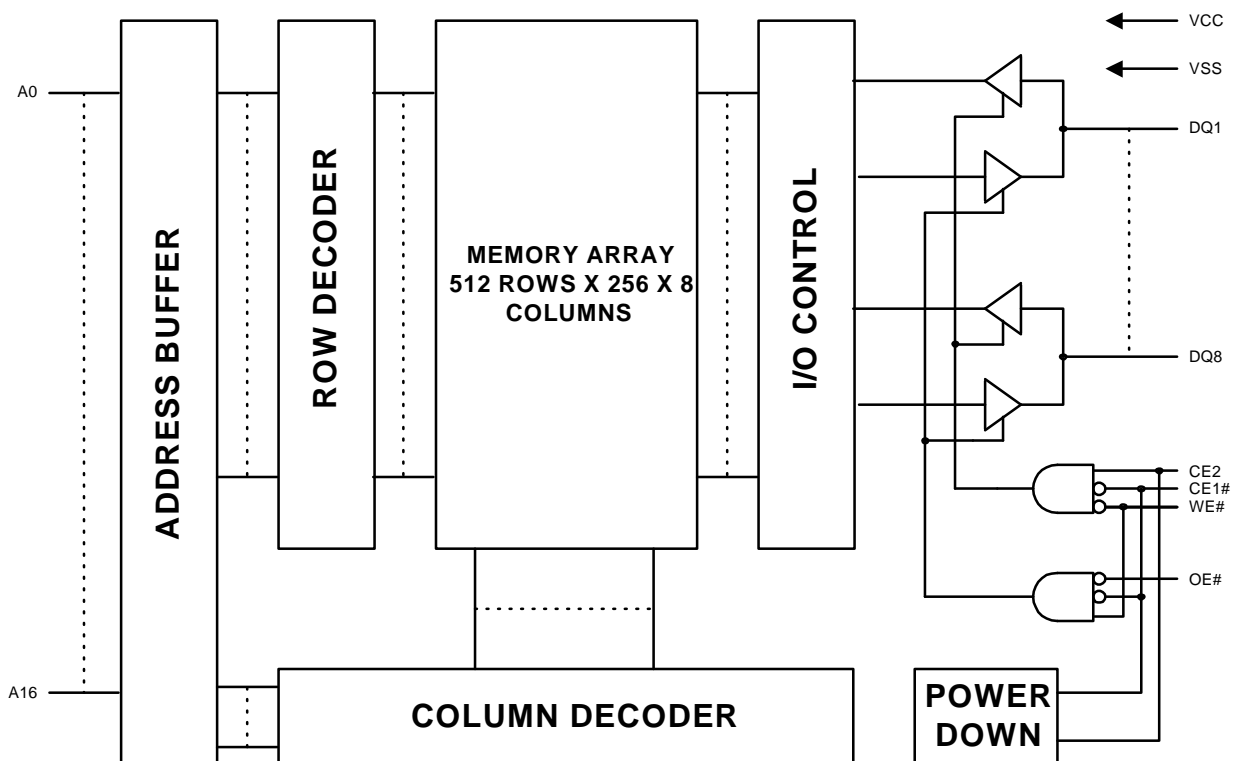 VCC
VSS
A0
DQ1
ADDRESS BUFFER
ROW DECODER
MEMORY ARRAY
512 ROWS X 256 X 8
COLUMNS
I/O CONTROL
DQ8
CE2
CE1#
WE#
OE#
A16
COLUMN DECODER
POWER
DOWN